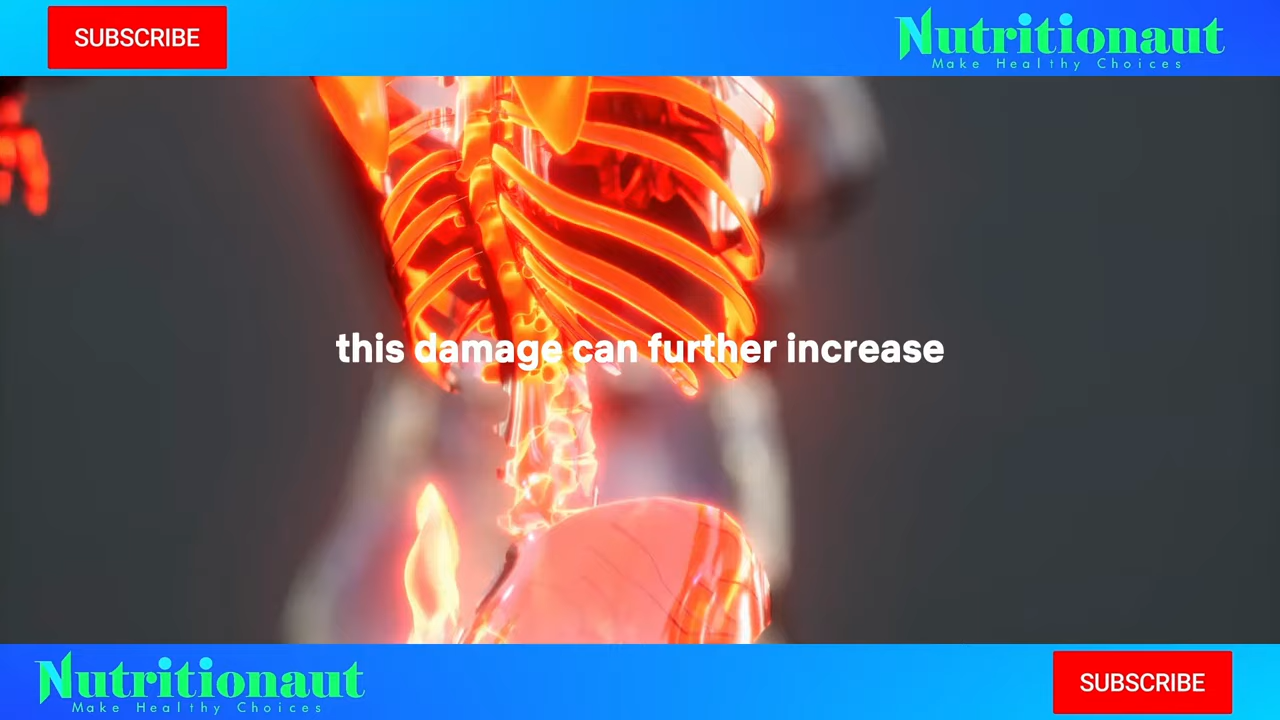 SUBSCRIBE
Nutritionaut
Make Healthy Choices
this damage can further increase
Nutritionaut
Make Healthy Choices
SUBSCRIBE